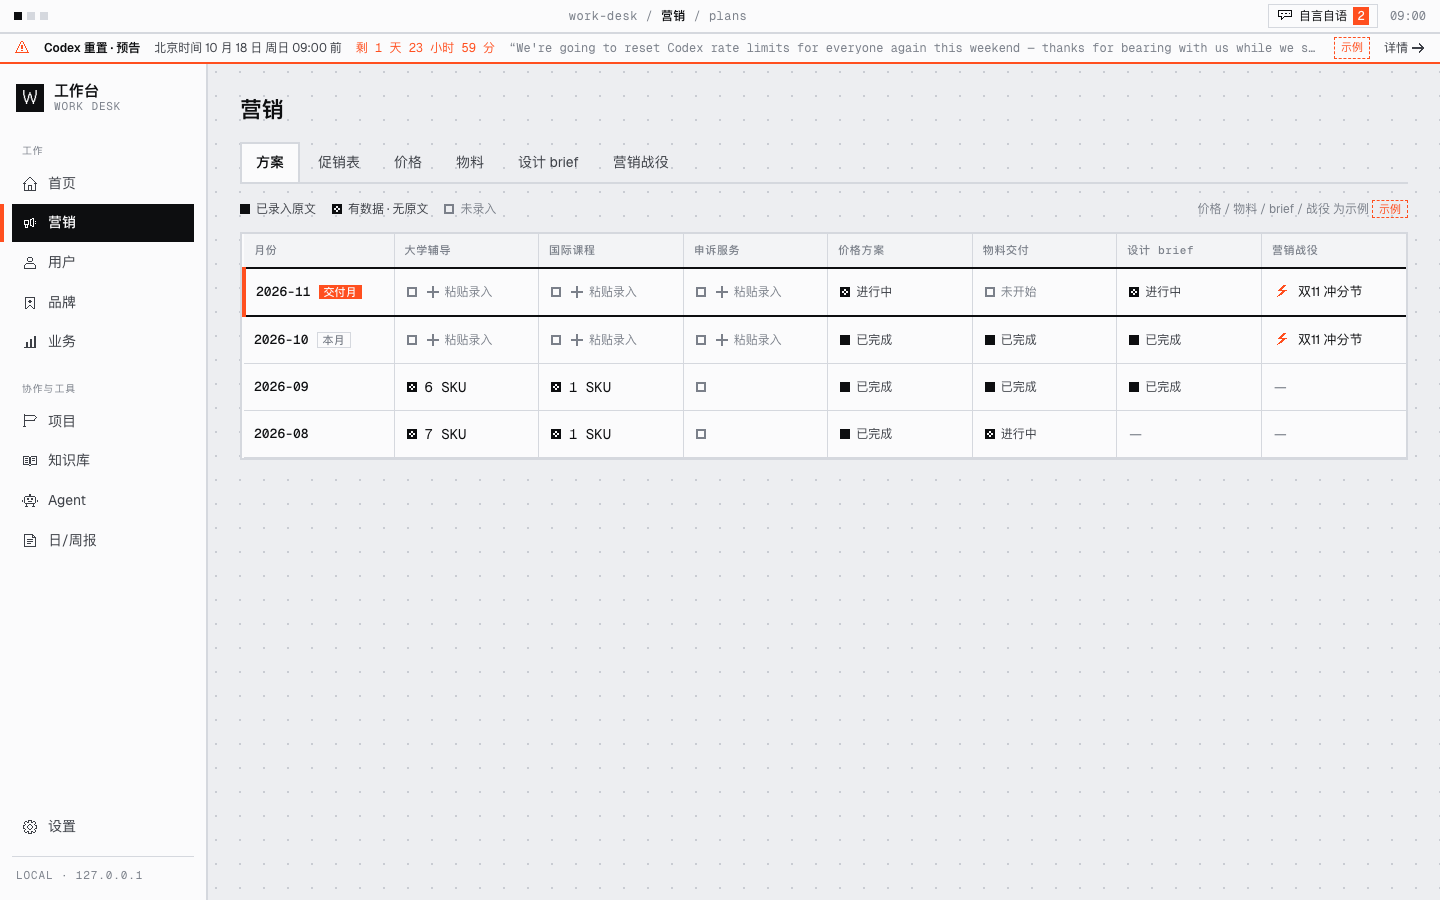 work-desk / 营销 / plans
自言自语 2
09:00
Codex 重置 · 预告 北京时间 10 月 18 日 周日 09:00 前 剩 1 天 23 小时 59 分 “We're going to reset Codex rate limits for everyone again this weekend — thanks for bearing with us while we s… 示例 详情
W 工作台
WORK DESK
工作
首页
营销
用户
品牌
业务
协作与工具
项目
知识库
Agent
日/周报
设置
LOCAL · 127.0.0.1
营销
方案 促销表 价格 物料 设计 brief 营销战役
已录入原文 有数据 · 无原文 未录入 价格 / 物料 / brief / 战役 为示例 示例
月份 大学辅导 国际课程 申诉服务 价格方案 物料交付 设计 brief 营销战役
2026-11 交付月 粘贴录入 粘贴录入 粘贴录入 进行中 未开始 进行中 双11 冲分节
2026-10 本月 粘贴录入 粘贴录入 粘贴录入 已完成 已完成 已完成 双11 冲分节
2026-09 6 SKU 1 SKU 已完成 已完成 已完成 —
2026-08 7 SKU 1 SKU 已完成 进行中 — —